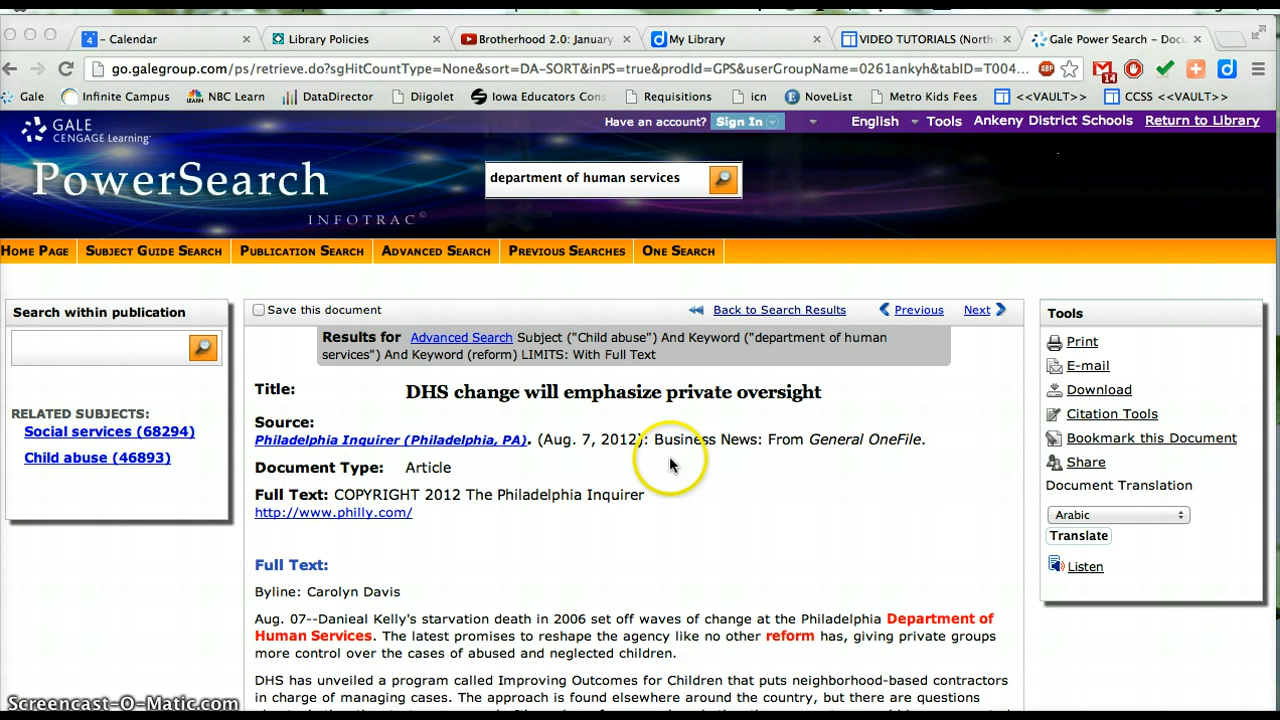 4 - Calendar
Library Policies
Brotherhood 2.0: January
My Library
VIDEO TUTORIALS (North
Gale Power Search - Docu
go.galegroup.com/ps/retrieve.do?sgHitCountType=None&sort=DA-SORT&inPS=true&prodId=GPS&userGroupName=0261ankyh&tabID=T004...
ABP
14
Gale
Infinite Campus
NBC Learn
DataDirector
Diigolet
Iowa Educators Cons
Requisitions
icn
NoveList
Metro Kids Fees
<<VAULT>>
CCSS <<VAULT>>
GALE
CENGAGE Learning
Have an account? Sign In
English
Tools
Ankeny District Schools
Return to Library
PowerSearch
INFOTRAC©
department of human services
HOME PAGE
SUBJECT GUIDE SEARCH
PUBLICATION SEARCH
ADVANCED SEARCH
PREVIOUS SEARCHES
ONE SEARCH
Search within publication
RELATED SUBJECTS:
Social services (68294)
Child abuse (46893)
Save this document
Back to Search Results
Previous
Next
Results for Advanced Search Subject ("Child abuse") And Keyword ("department of human
services") And Keyword (reform) LIMITS: With Full Text
Title: DHS change will emphasize private oversight
Source:
Philadelphia Inquirer (Philadelphia, PA). (Aug. 7, 2012): Business News: From General OneFile.
Document Type: Article
Full Text: COPYRIGHT 2012 The Philadelphia Inquirer
http://www.philly.com/
Full Text:
Byline: Carolyn Davis
Aug. 07--Danieal Kelly's starvation death in 2006 set off waves of change at the Philadelphia Department of
Human Services. The latest promises to reshape the agency like no other reform has, giving private groups
more control over the cases of abused and neglected children.
DHS has unveiled a program called Improving Outcomes for Children that puts neighborhood-based contractors
in charge of managing cases. The approach is found elsewhere around the country, but there are questions
Tools
Print
E-mail
Download
Citation Tools
Bookmark this Document
Share
Document Translation
Arabic
Translate
Listen
Screencast-O-Matic.com